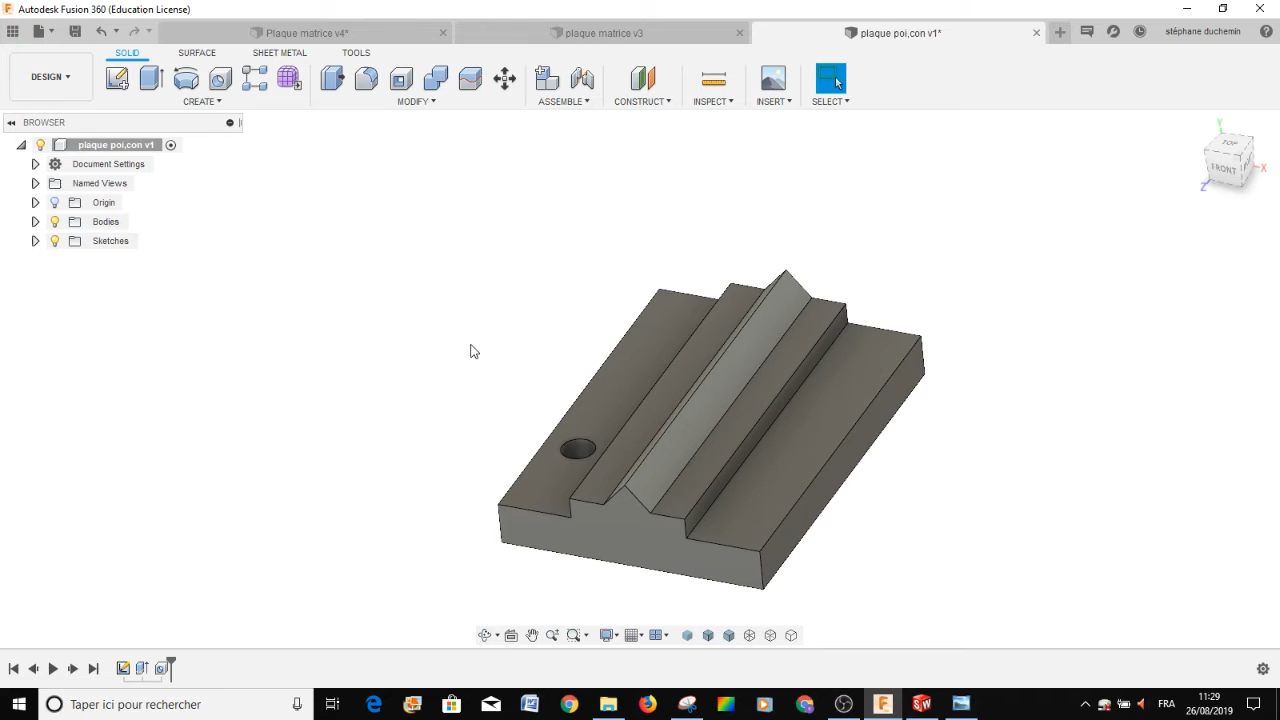 Autodesk Fusion 360 (Education License)
Plaque matrice v4*
plaque matrice v3
plaque poi,con v1*
stéphane duchemin
SOLID
SURFACE
SHEET METAL
TOOLS
DESIGN
CREATE
MODIFY
ASSEMBLE
CONSTRUCT
INSPECT
INSERT
SELECT
BROWSER
plaque poi,con v1
Document Settings
Named Views
Origin
Bodies
Sketches
TOP
FRONT
Y
X
Z
Taper ici pour rechercher
FRA
11:29
26/08/2019